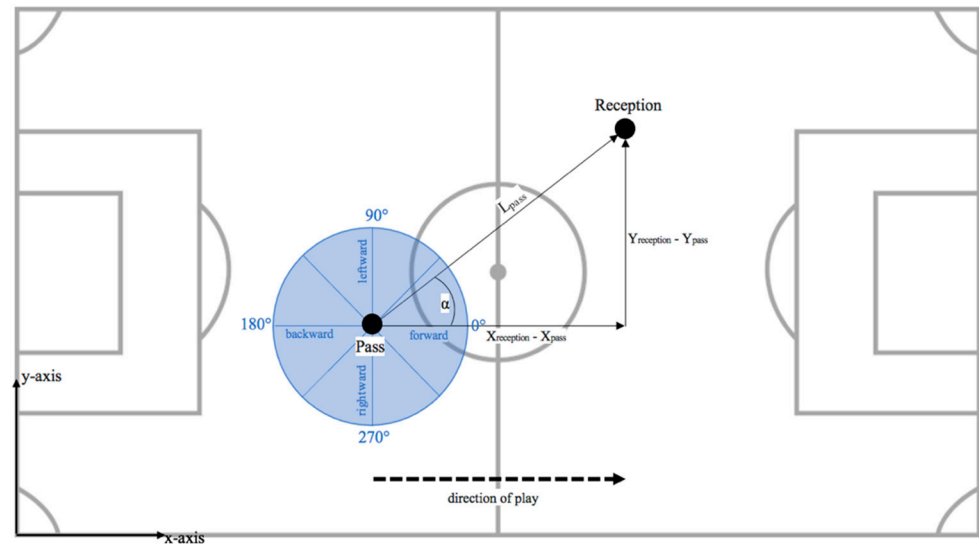 Reception
L pass
90°
leftward
Yreception - Ypass
α
180°
backward
forward
0°
Xreception - Xpass
Pass
rightward
y-axis
270°
direction of play
x-axis